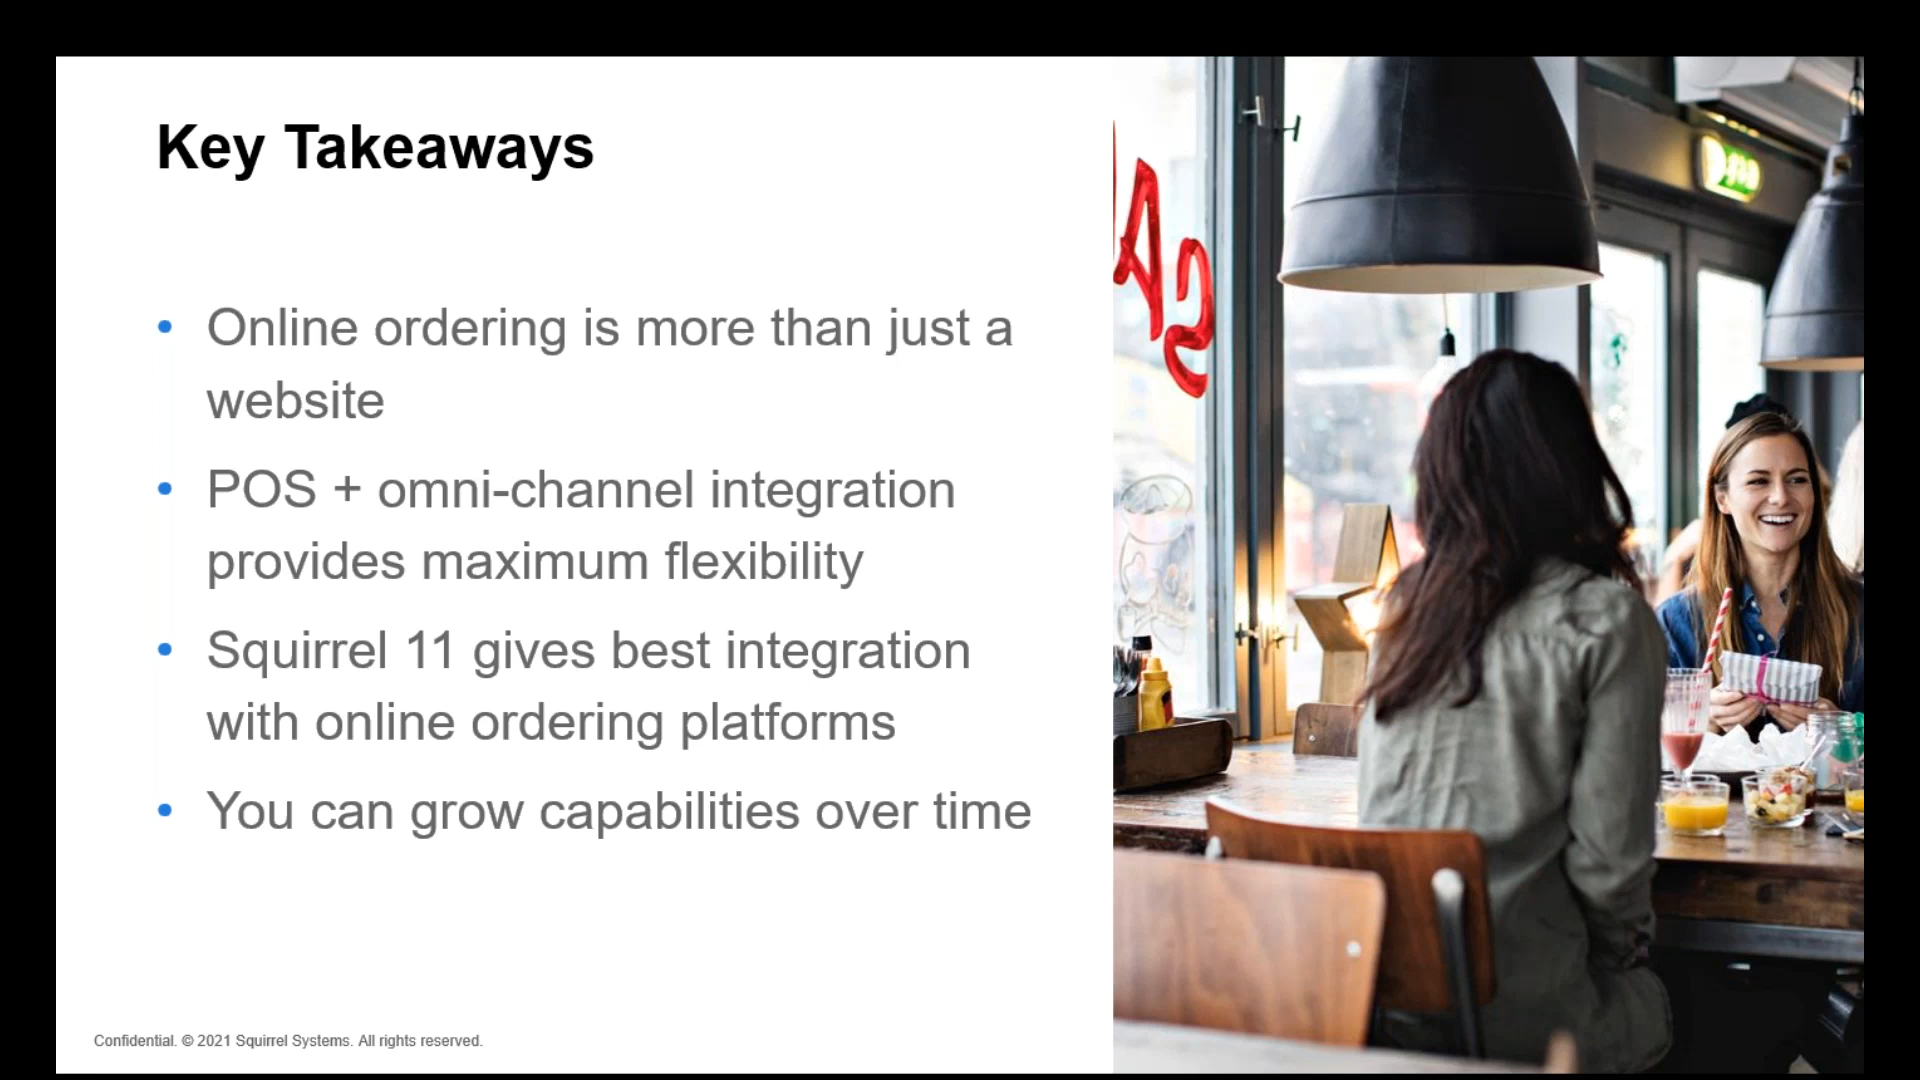 Key Takeaways
• Online ordering is more than just a
website
• POS + omni-channel integration
provides maximum flexibility
• Squirrel 11 gives best integration
with online ordering platforms
• You can grow capabilities over time
Confidential. © 2021 Squirrel Systems. All rights reserved.